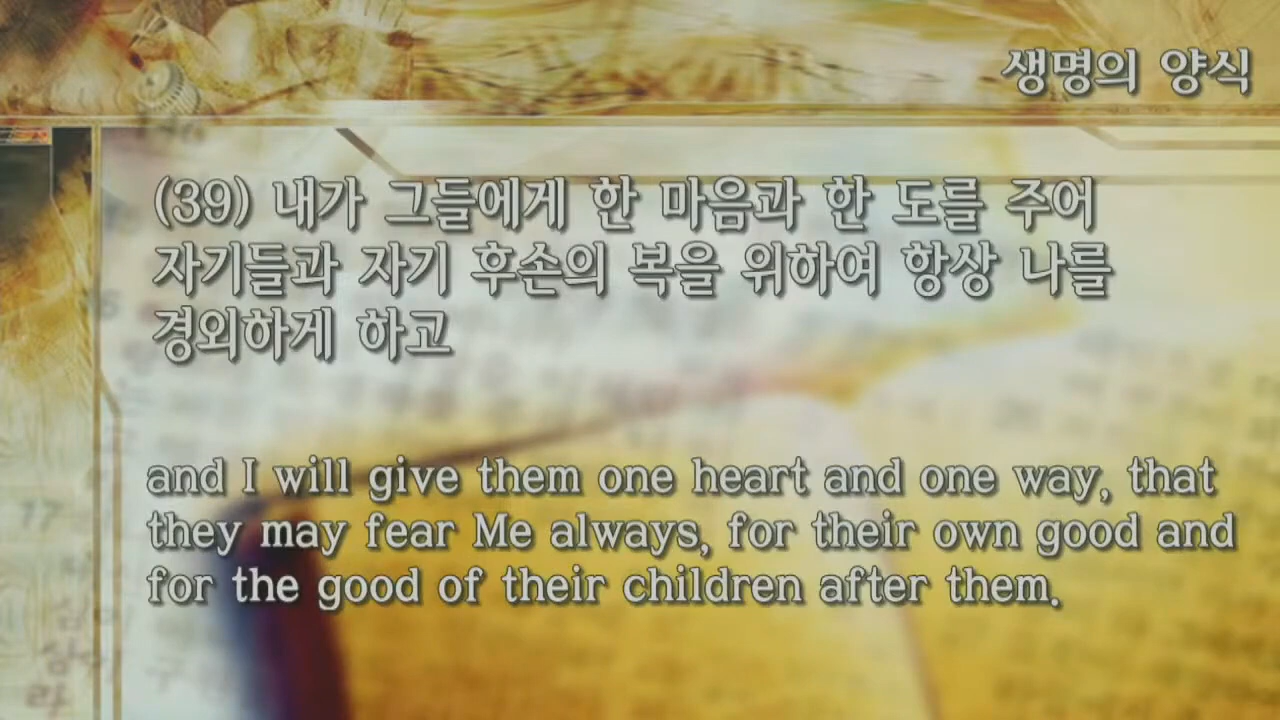 생명의 양식
(39) 내가 그들에게 한 마음과 한 도를 주어
자기들과 자기 후손의 복을 위하여 항상 나를
경외하게 하고
and I will give them one heart and one way, that
they may fear Me always, for their own good and
for the good of their children after them.